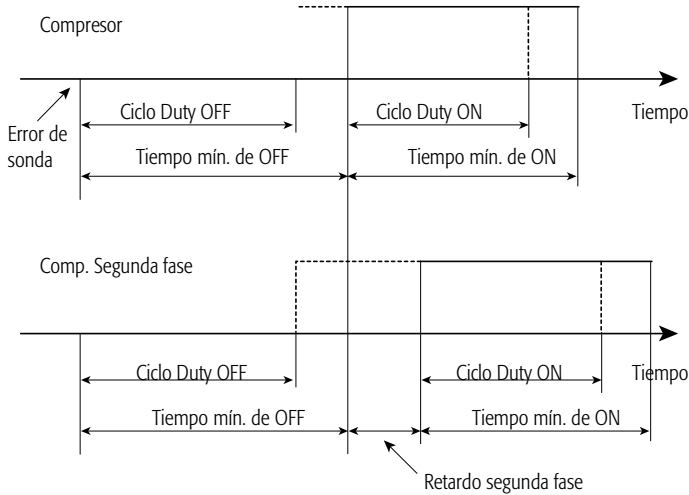 Compresor
Ciclo Duty OFF
Ciclo Duty ON
Tiempo
Error de
sonda
Tiempo mín. de OFF
Tiempo mín. de ON
Comp. Segunda fase
Ciclo Duty OFF
Ciclo Duty ON
Tiempo
Tiempo mín. de OFF
Tiempo mín. de ON
Retardo segunda fase